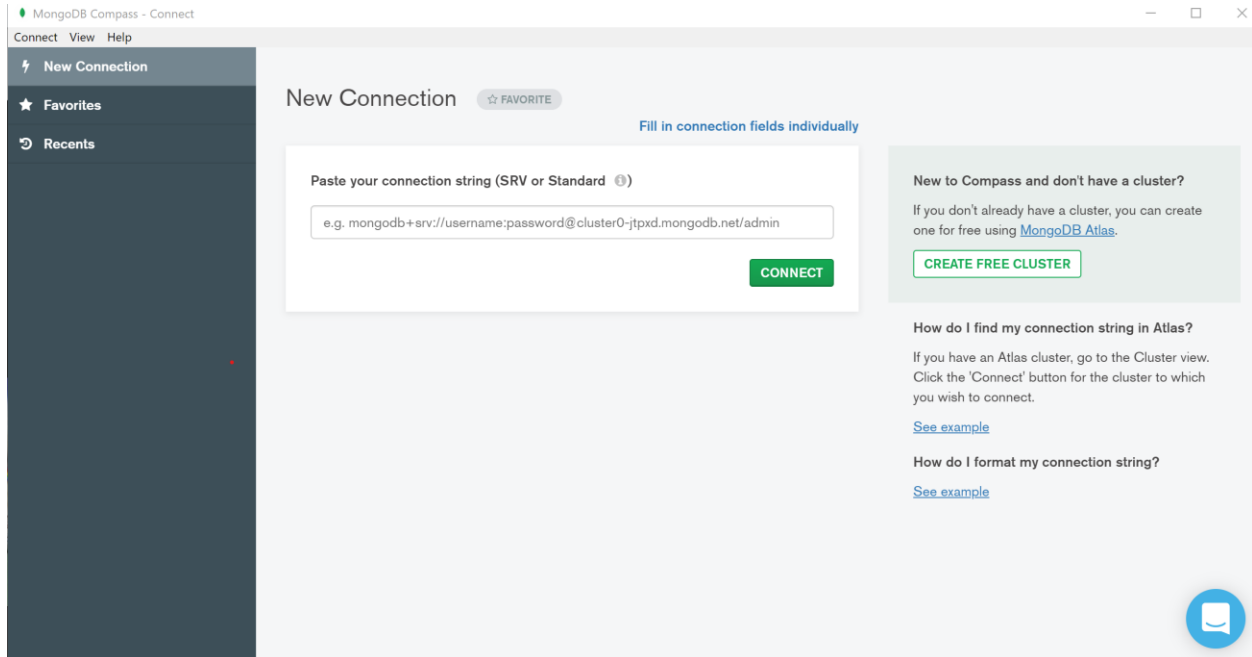 MongoDB Compass - Connect
Connect View Help
New Connection
Favorites
Recents
New Connection
FAVORITE
Fill in connection fields individually
Paste your connection string (SRV or Standard )
e.g. mongodb+srv://username:password@cluster0-jtpxd.mongodb.net/admin
CONNECT
New to Compass and don't have a cluster?
If you don't already have a cluster, you can create
one for free using MongoDB Atlas.
CREATE FREE CLUSTER
How do I find my connection string in Atlas?
If you have an Atlas cluster, go to the Cluster view.
Click the 'Connect' button for the cluster to which
you wish to connect.
See example
How do I format my connection string?
See example